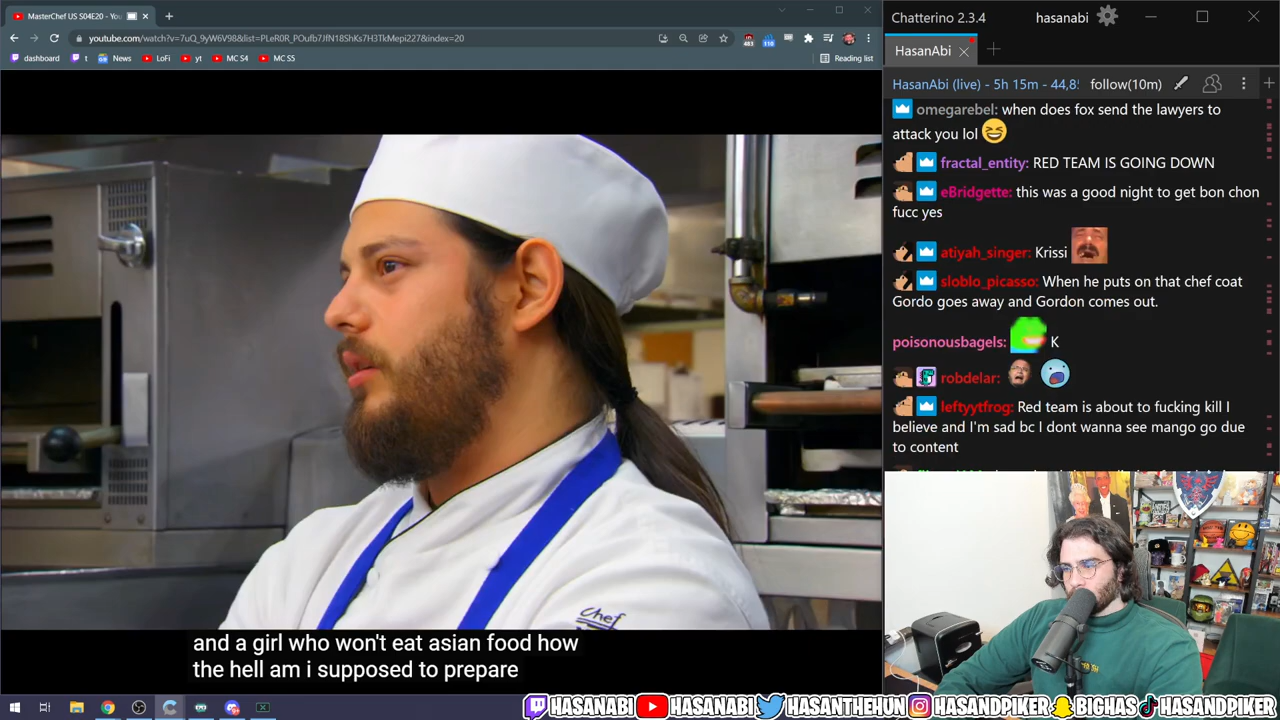 MasterChef US S04E20 - You
youtube.com/watch?v=7uQ_9yW6V98&list=PLeR0R_POufb7JfN18ShKs7H3TkMepi227&index=20
483
110
dashboard
t
News
LoFi
yt
MC S4
MC S5
Reading list
Chef
and a girl who won't eat asian food how
the hell am i supposed to prepare
Chatterino 2.3.4
hasanabi
HasanAbi
HasanAbi (live) - 5h 15m - 44,8
follow(10m)
omegarebel: when does fox send the lawyers to
attack you lol
fractal_entity: RED TEAM IS GOING DOWN
eBridgette: this was a good night to get bon chon
fucc yes
atiyah_singer: Krissi
sloblo_picasso: When he puts on that chef coat
Gordo goes away and Gordon comes out.
poisonousbagels: K
robdelar:
leftyytfrog: Red team is about to fucking kill I
believe and I'm sad bc I dont wanna see mango go due
to content
HASANABI HASANABI HASANTHEHUN HASANDPIKER BIGHAS HASANDPIKER